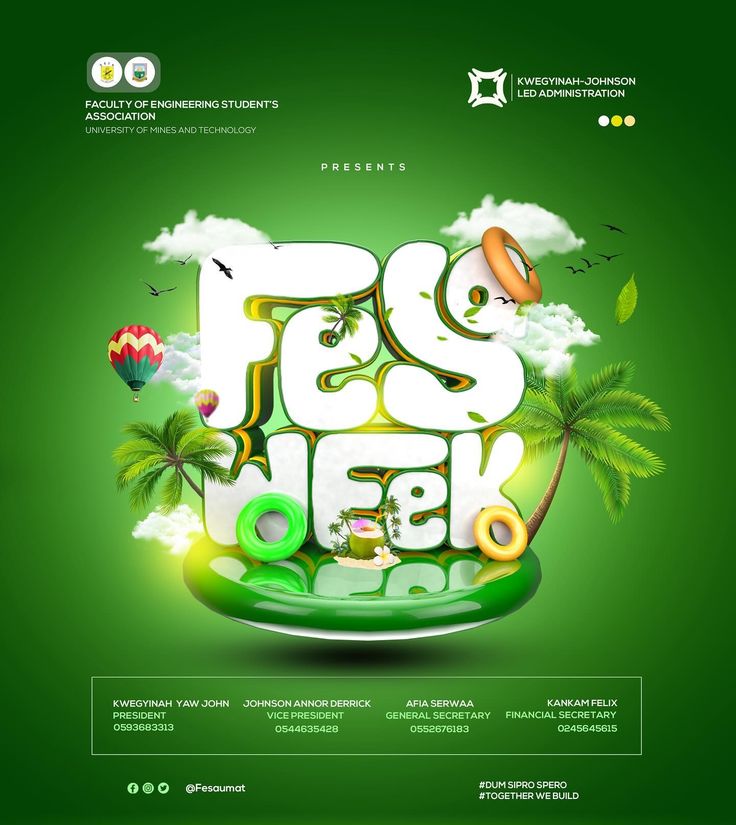 FACULTY OF ENGINEERING STUDENT'S
ASSOCIATION
UNIVERSITY OF MINES AND TECHNOLOGY
KWEGYINAH-JOHNSON
LED ADMINISTRATION
PRESENTS
FeS
WEEK
KWEGYINAH YAW JOHN
PRESIDENT
0593683313
JOHNSON ANNOR DERRICK
VICE PRESIDENT
0544635428
AFIA SERWAA
GENERAL SECRETARY
0552676183
KANKAM FELIX
FINANCIAL SECRETARY
0245645615
@Fesaumat
#DUM SIPRO SPERO
#TOGETHER WE BUILD